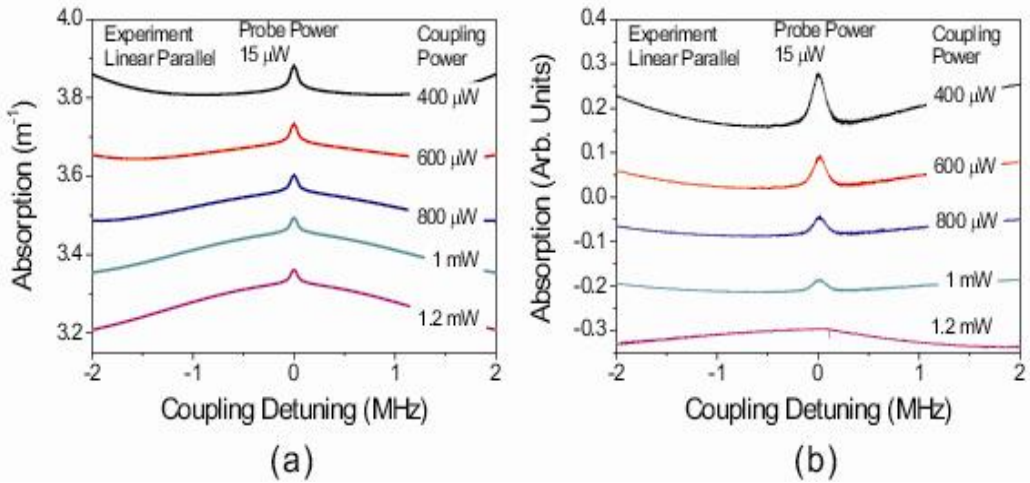 Experiment
Linear Parallel
Probe Power
15 μW
Coupling
Power
400 μW
600 μW
800 μW
1 mW
1.2 mW
4.0
3.8
3.6
3.4
3.2
Absorption (m⁻¹)
-2 -1 0 1 2
Coupling Detuning (MHz)
(a)
Experiment
Linear Parallel
Probe Power
15 μW
Coupling
Power
400 μW
600 μW
800 μW
1 mW
1.2 mW
0.4
0.3
0.2
0.1
0.0
-0.1
-0.2
-0.3
Absorption (Arb. Units)
-2 -1 0 1 2
Coupling Detuning (MHz)
(b)